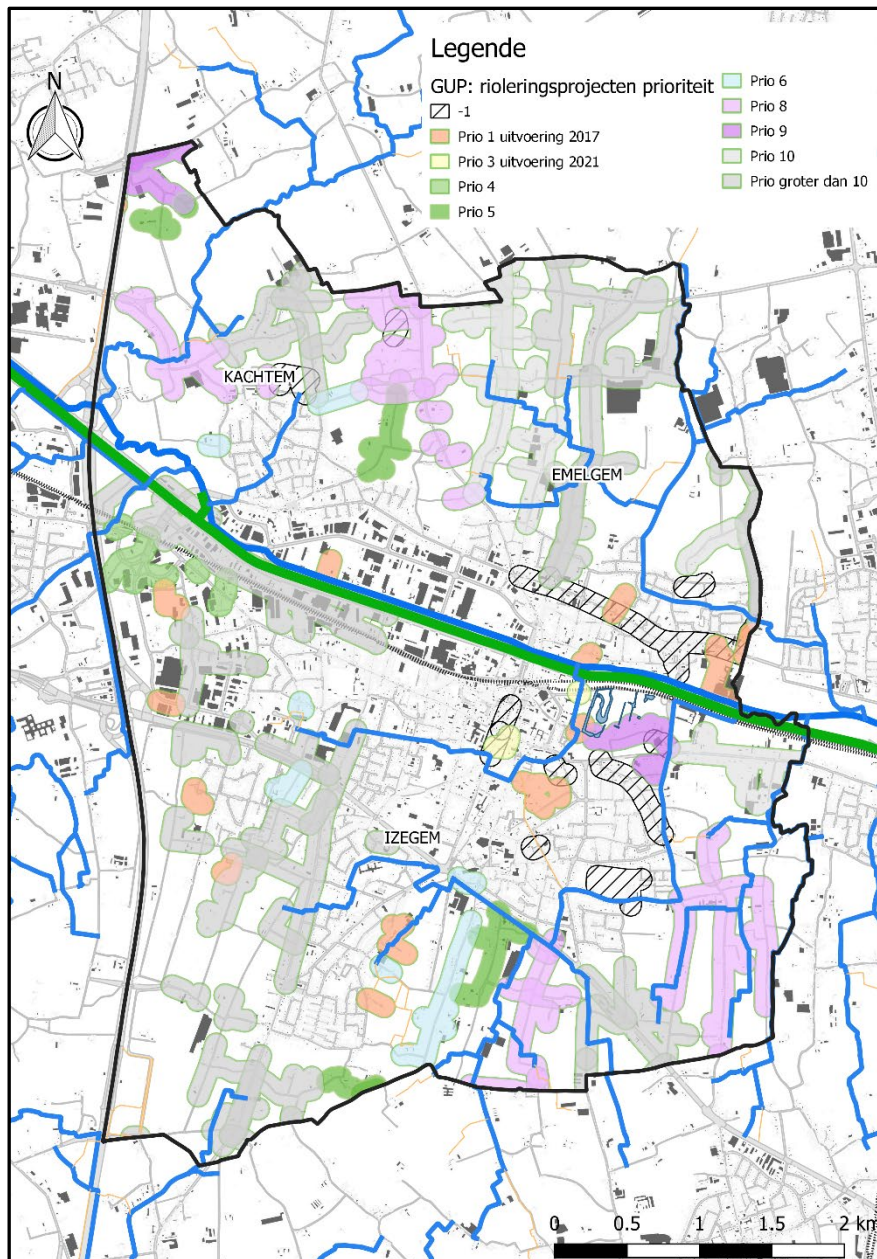 Legende
GUP: rioleringsprojecten prioriteit
-1
Prio 1 uitvoering 2017
Prio 3 uitvoering 2021
Prio 4
Prio 5
Prio 6
Prio 8
Prio 9
Prio 10
Prio groter dan 10
N
KACHTEM
EMELGEM
IZEGEM
0 0.5 1 1.5 2 km